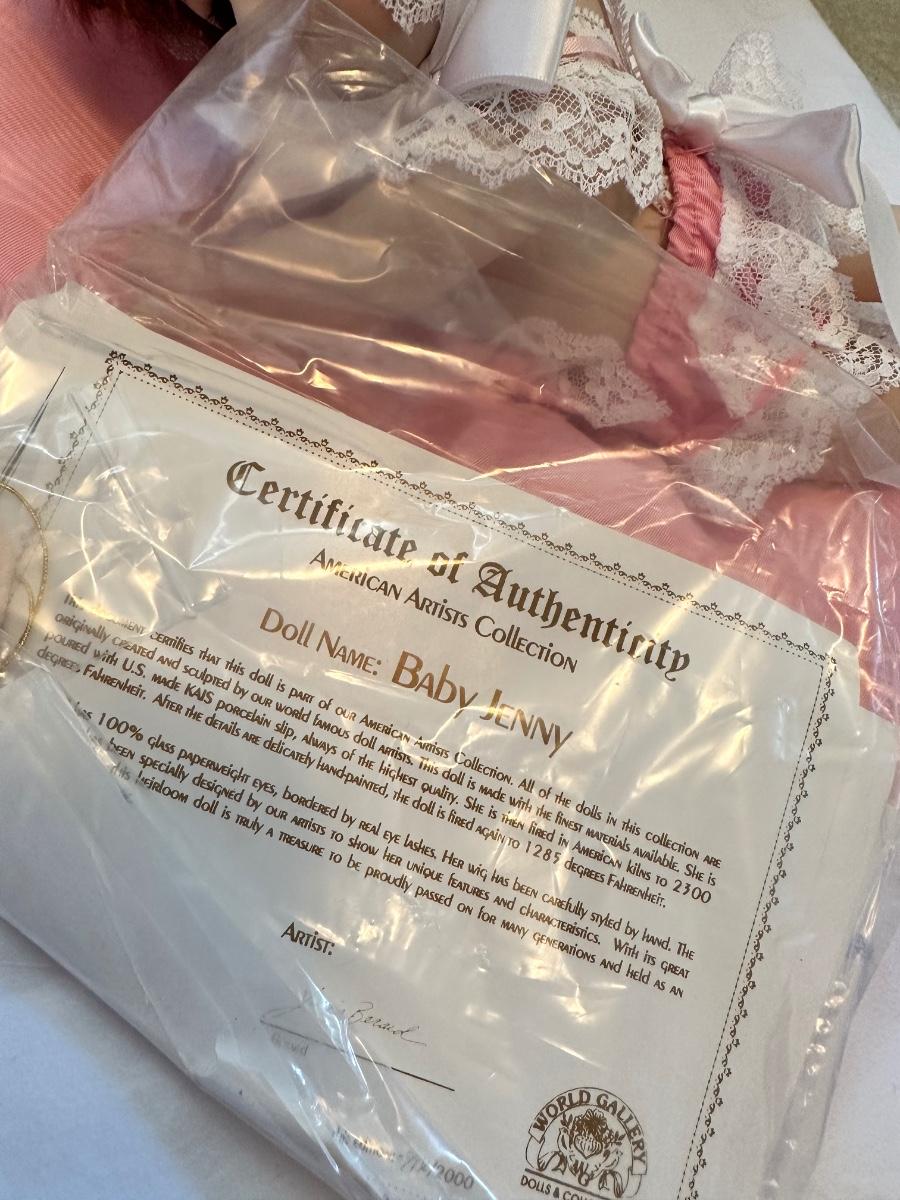 Certificate of Authenticity
American Artists Collection
Doll Name: Baby Jenny
certifies that this doll is part of our American Artists Collection. All of the dolls in this collection are
originally created and sculpted by our world famous doll artists. This doll is made with the finest materials available. She is
poured with U.S. made KAIS porcelain slip, always of the highest quality. She is then fired in American kilns to 2300
degrees Fahrenheit. After the details are delicately hand-painted, the doll is fired again to 1285 degrees Fahrenheit.
has 100% glass paperweight eyes, bordered by real eye lashes. Her wig has been carefully styled by hand. The
been specially designed by our artists to show her unique features and characteristics. With its great
this heirloom doll is truly a treasure to be proudly passed on for many generations and held as an
Artist:
Berard
/2000
WORLD GALLERY
DOLLS &